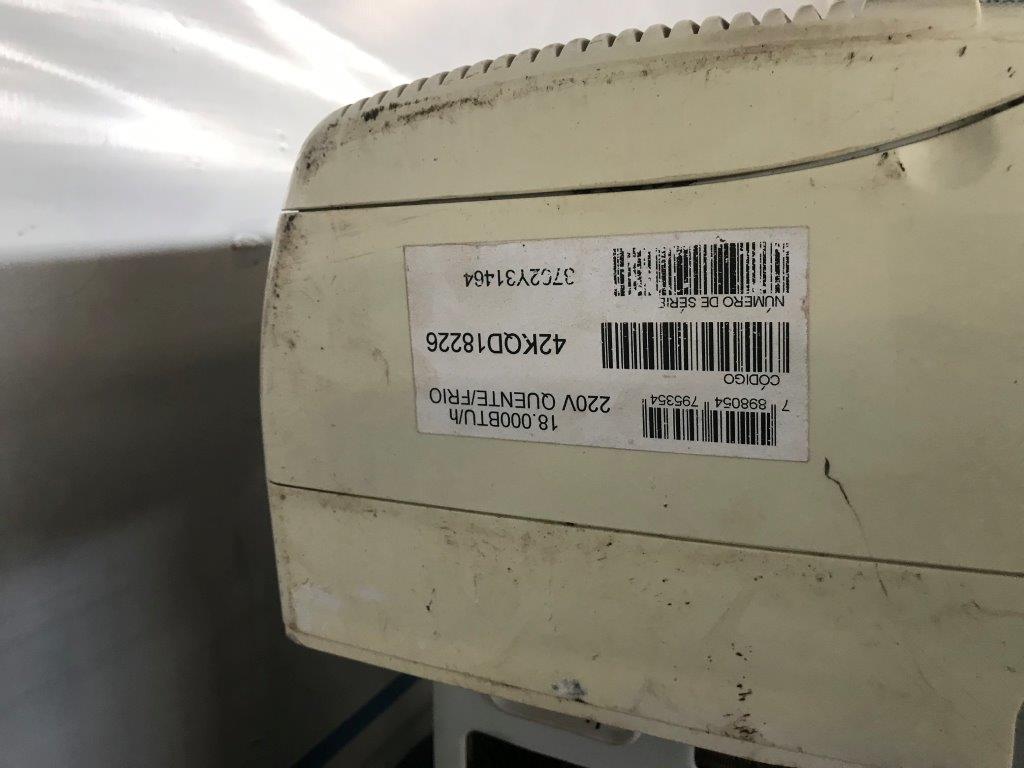 7 898054 795354
18.000BTU/h
220V QUENTE/FRIO
CÓDIGO
42KQD18226
NÚMERO DE SÉRIE
3702Y31464